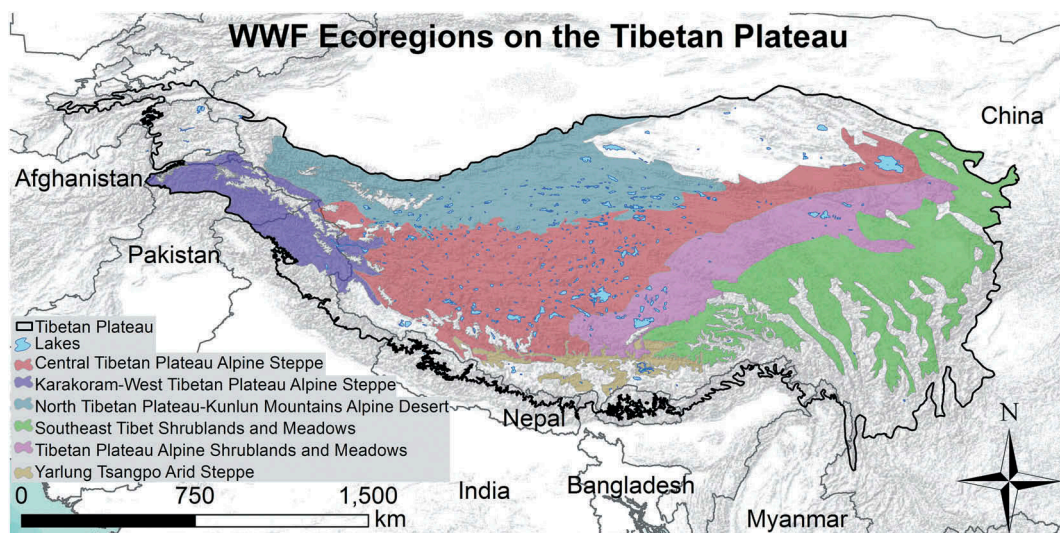 WWF Ecoregions on the Tibetan Plateau
China
Afghanistan
Pakistan
Tibetan Plateau
Lakes
Central Tibetan Plateau Alpine Steppe
Karakoram-West Tibetan Plateau Alpine Steppe
North Tibetan Plateau-Kunlun Mountains Alpine Desert
Southeast Tibet Shrublands and Meadows
Tibetan Plateau Alpine Shrublands and Meadows
Yarlung Tsangpo Arid Steppe
Nepal
N
0 750 1,500
km
India
Bangladesh
Myanmar